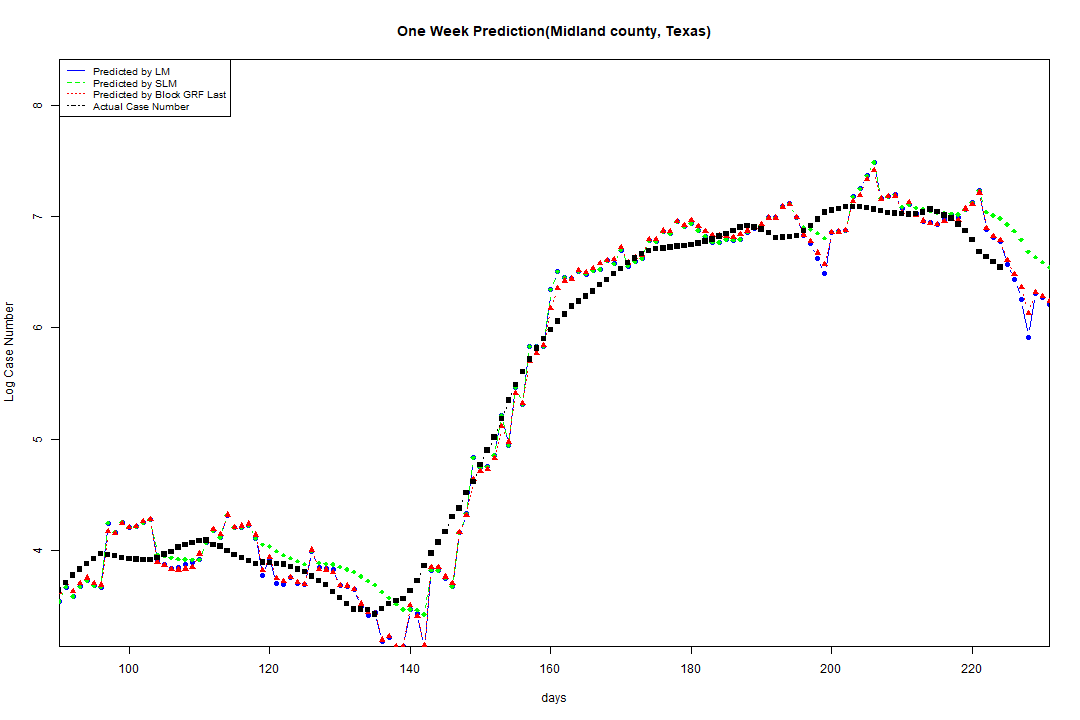 One Week Prediction(Midland county, Texas)
Predicted by LM
Predicted by SLM
Predicted by Block GRF Last
Actual Case Number
Log Case Number
8
7
6
5
4
100 120 140 160 180 200 220
days